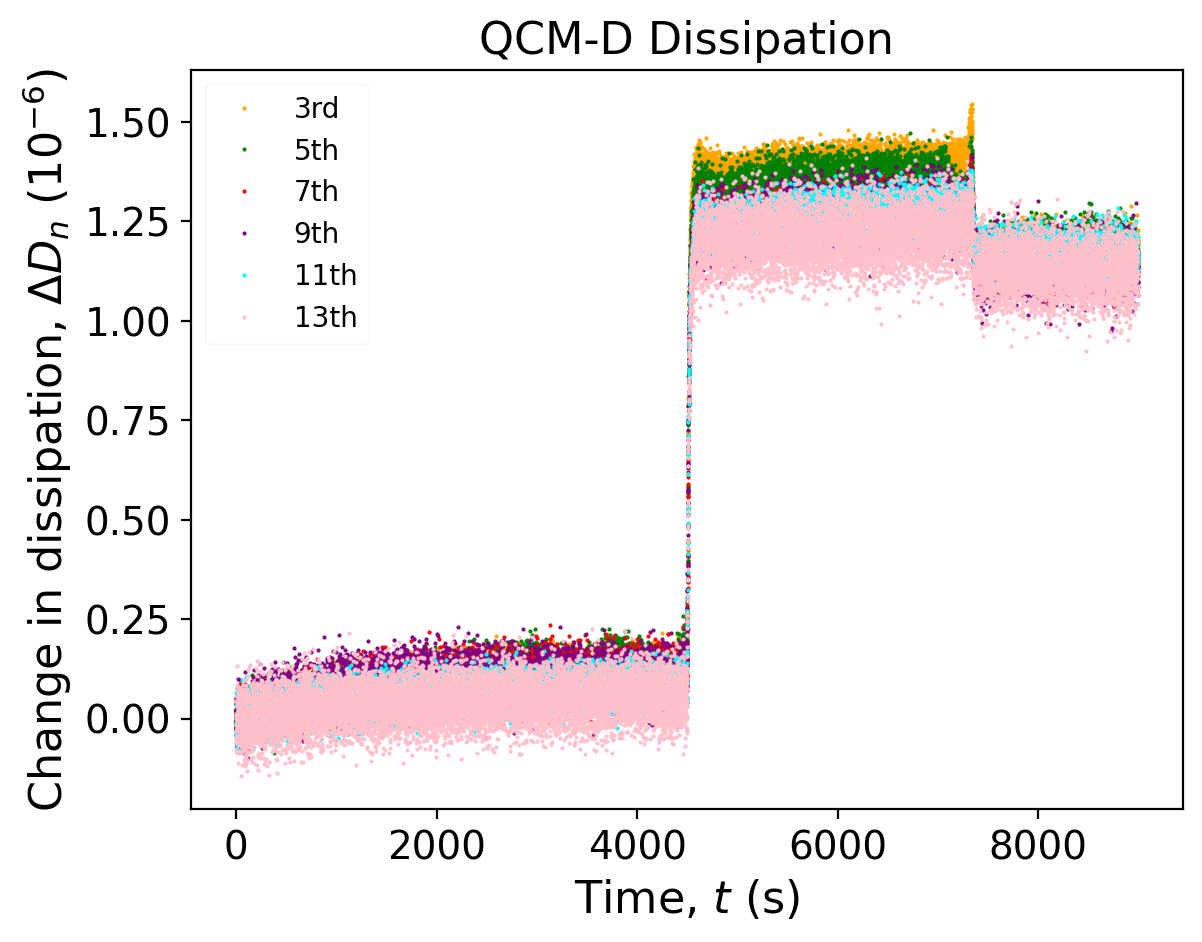 QCM-D Dissipation
Change in dissipation, ΔDₙ (10⁻⁶)
1.50
1.25
1.00
0.75
0.50
0.25
0.00
3rd
5th
7th
9th
11th
13th
0 2000 4000 6000 8000
Time, t (s)